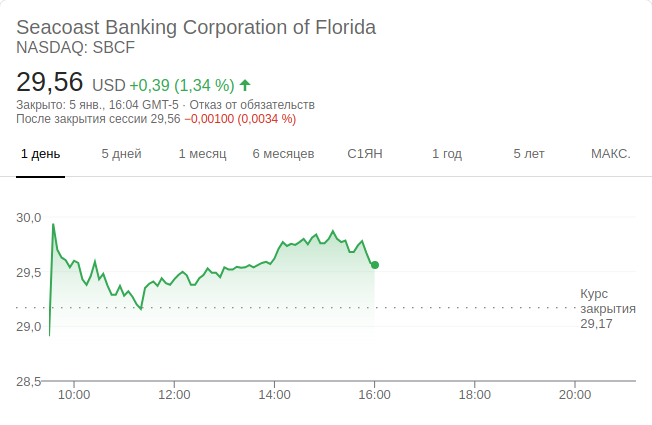 Seacoast Banking Corporation of Florida
NASDAQ: SBCF
29,56 USD +0,39 (1,34 %)
Закрыто: 5 янв., 16:04 GMT-5 · Отказ от обязательств
После закрытия сессии 29,56 −0,00100 (0,0034 %)
1 день 5 дней 1 месяц 6 месяцев С1ЯН 1 год 5 лет МАКС.
30,0
29,5
Курс
закрытия
29,17
29,0
28,5
10:00 12:00 14:00 16:00 18:00 20:00